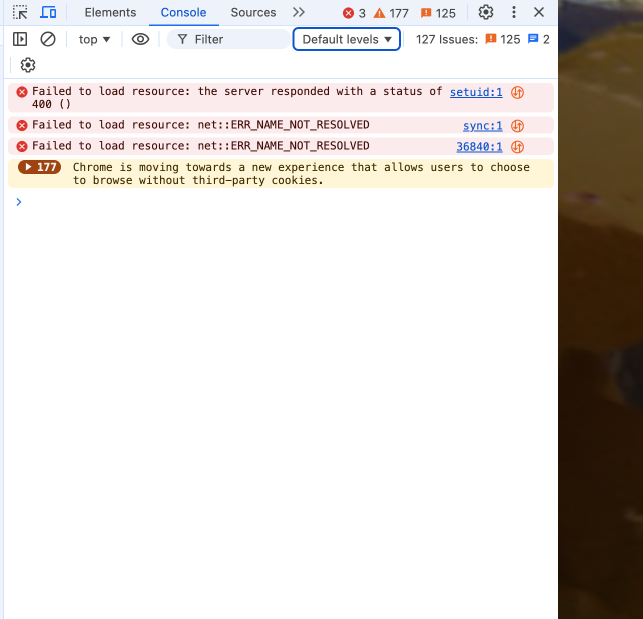 Elements Console Sources 3 177 125
top Filter Default levels 127 Issues: 125 2
Failed to load resource: the server responded with a status of setuid:1
400 ()
Failed to load resource: net::ERR_NAME_NOT_RESOLVED sync:1
Failed to load resource: net::ERR_NAME_NOT_RESOLVED 36840:1
177 Chrome is moving towards a new experience that allows users to choose
to browse without third-party cookies.